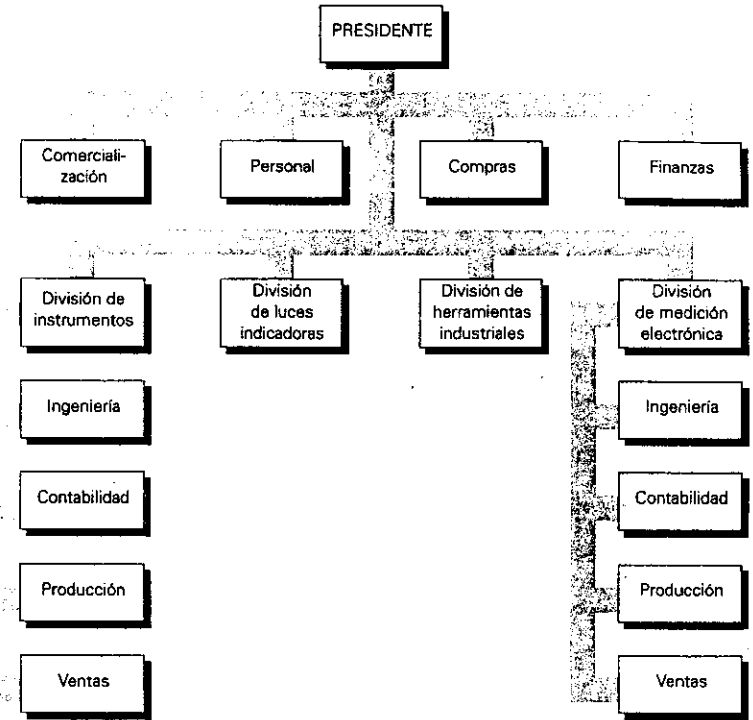 PRESIDENTE
Comerciali-
zación
Personal
Compras
Finanzas
División de
instrumentos
División
de luces
indicadoras
División de
herramientas
industriales
División
de medición
electrónica
Ingeniería
Ingeniería
Contabilidad
Contabilidad
Producción
Producción
Ventas
Ventas